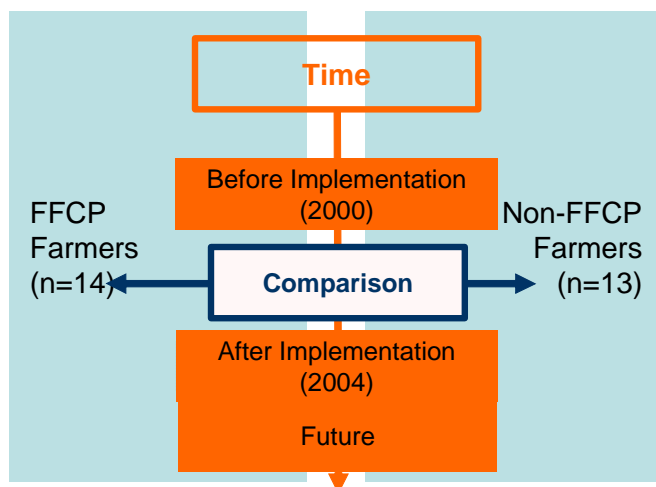 Time
Before Implementation
(2000)
FFCP
Farmers
(n=14)
Non-FFCP
Farmers
(n=13)
Comparison
After Implementation
(2004)
Future